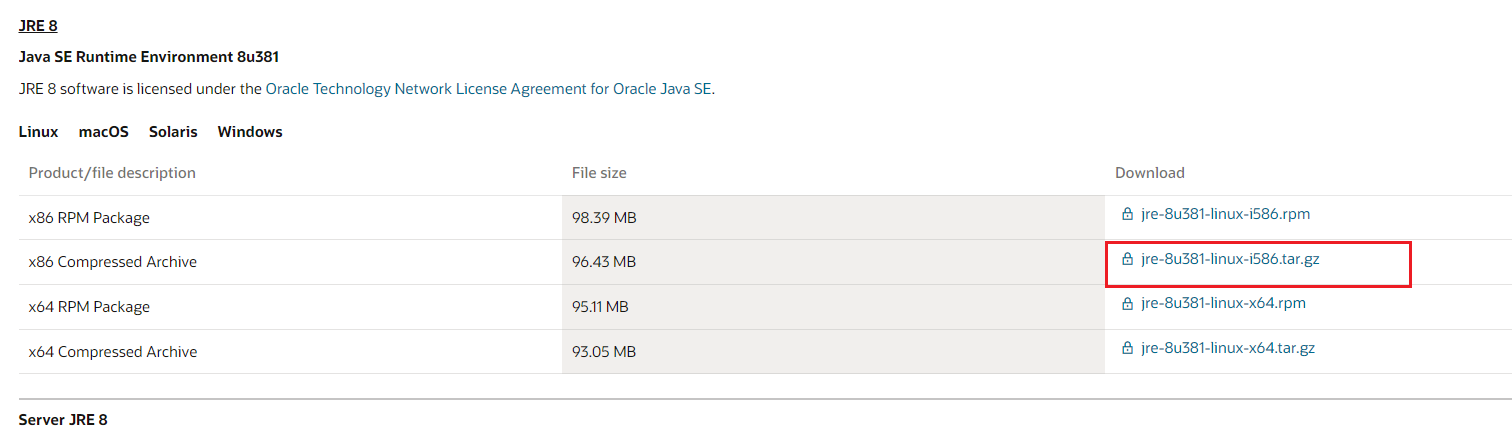 JRE 8
Java SE Runtime Environment 8u381
JRE 8 software is licensed under the Oracle Technology Network License Agreement for Oracle Java SE.
Linux macOS Solaris Windows
Product/file description File size Download
x86 RPM Package 98.39 MB jre-8u381-linux-i586.rpm
x86 Compressed Archive 96.43 MB jre-8u381-linux-i586.tar.gz
x64 RPM Package 95.11 MB jre-8u381-linux-x64.rpm
x64 Compressed Archive 93.05 MB jre-8u381-linux-x64.tar.gz
Server JRE 8